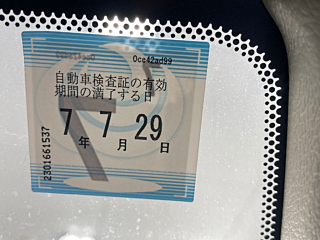 0cc42ad99
自動車検査証の有効
期間の満了する日
7年 7月 29日
2301661537